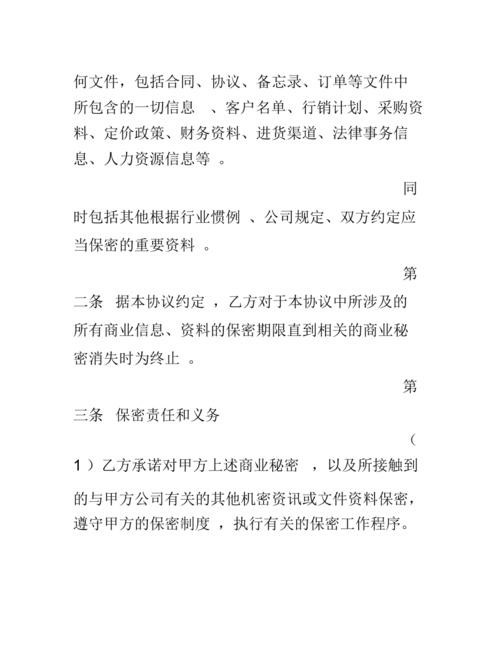 何文件，包括合同、协议、备忘录、订单等文件中
所包含的一切信息 、客户名单、行销计划、采购资
料、定价政策、财务资料、进货渠道、法律事务信
息、人力资源信息等 。
同
时包括其他根据行业惯例 、公司规定、双方约定应
当保密的重要资料 。
第
二条 据本协议约定 ，乙方对于本协议中所涉及的
所有商业信息、资料的保密期限直到相关的商业秘
密消失时为终止 。
第
三条 保密责任和义务
（
1 ）乙方承诺对甲方上述商业秘密 ，以及所接触到
的与甲方公司有关的其他机密资讯或文件资料保密，
遵守甲方的保密制度 ，执行有关的保密工作程序。